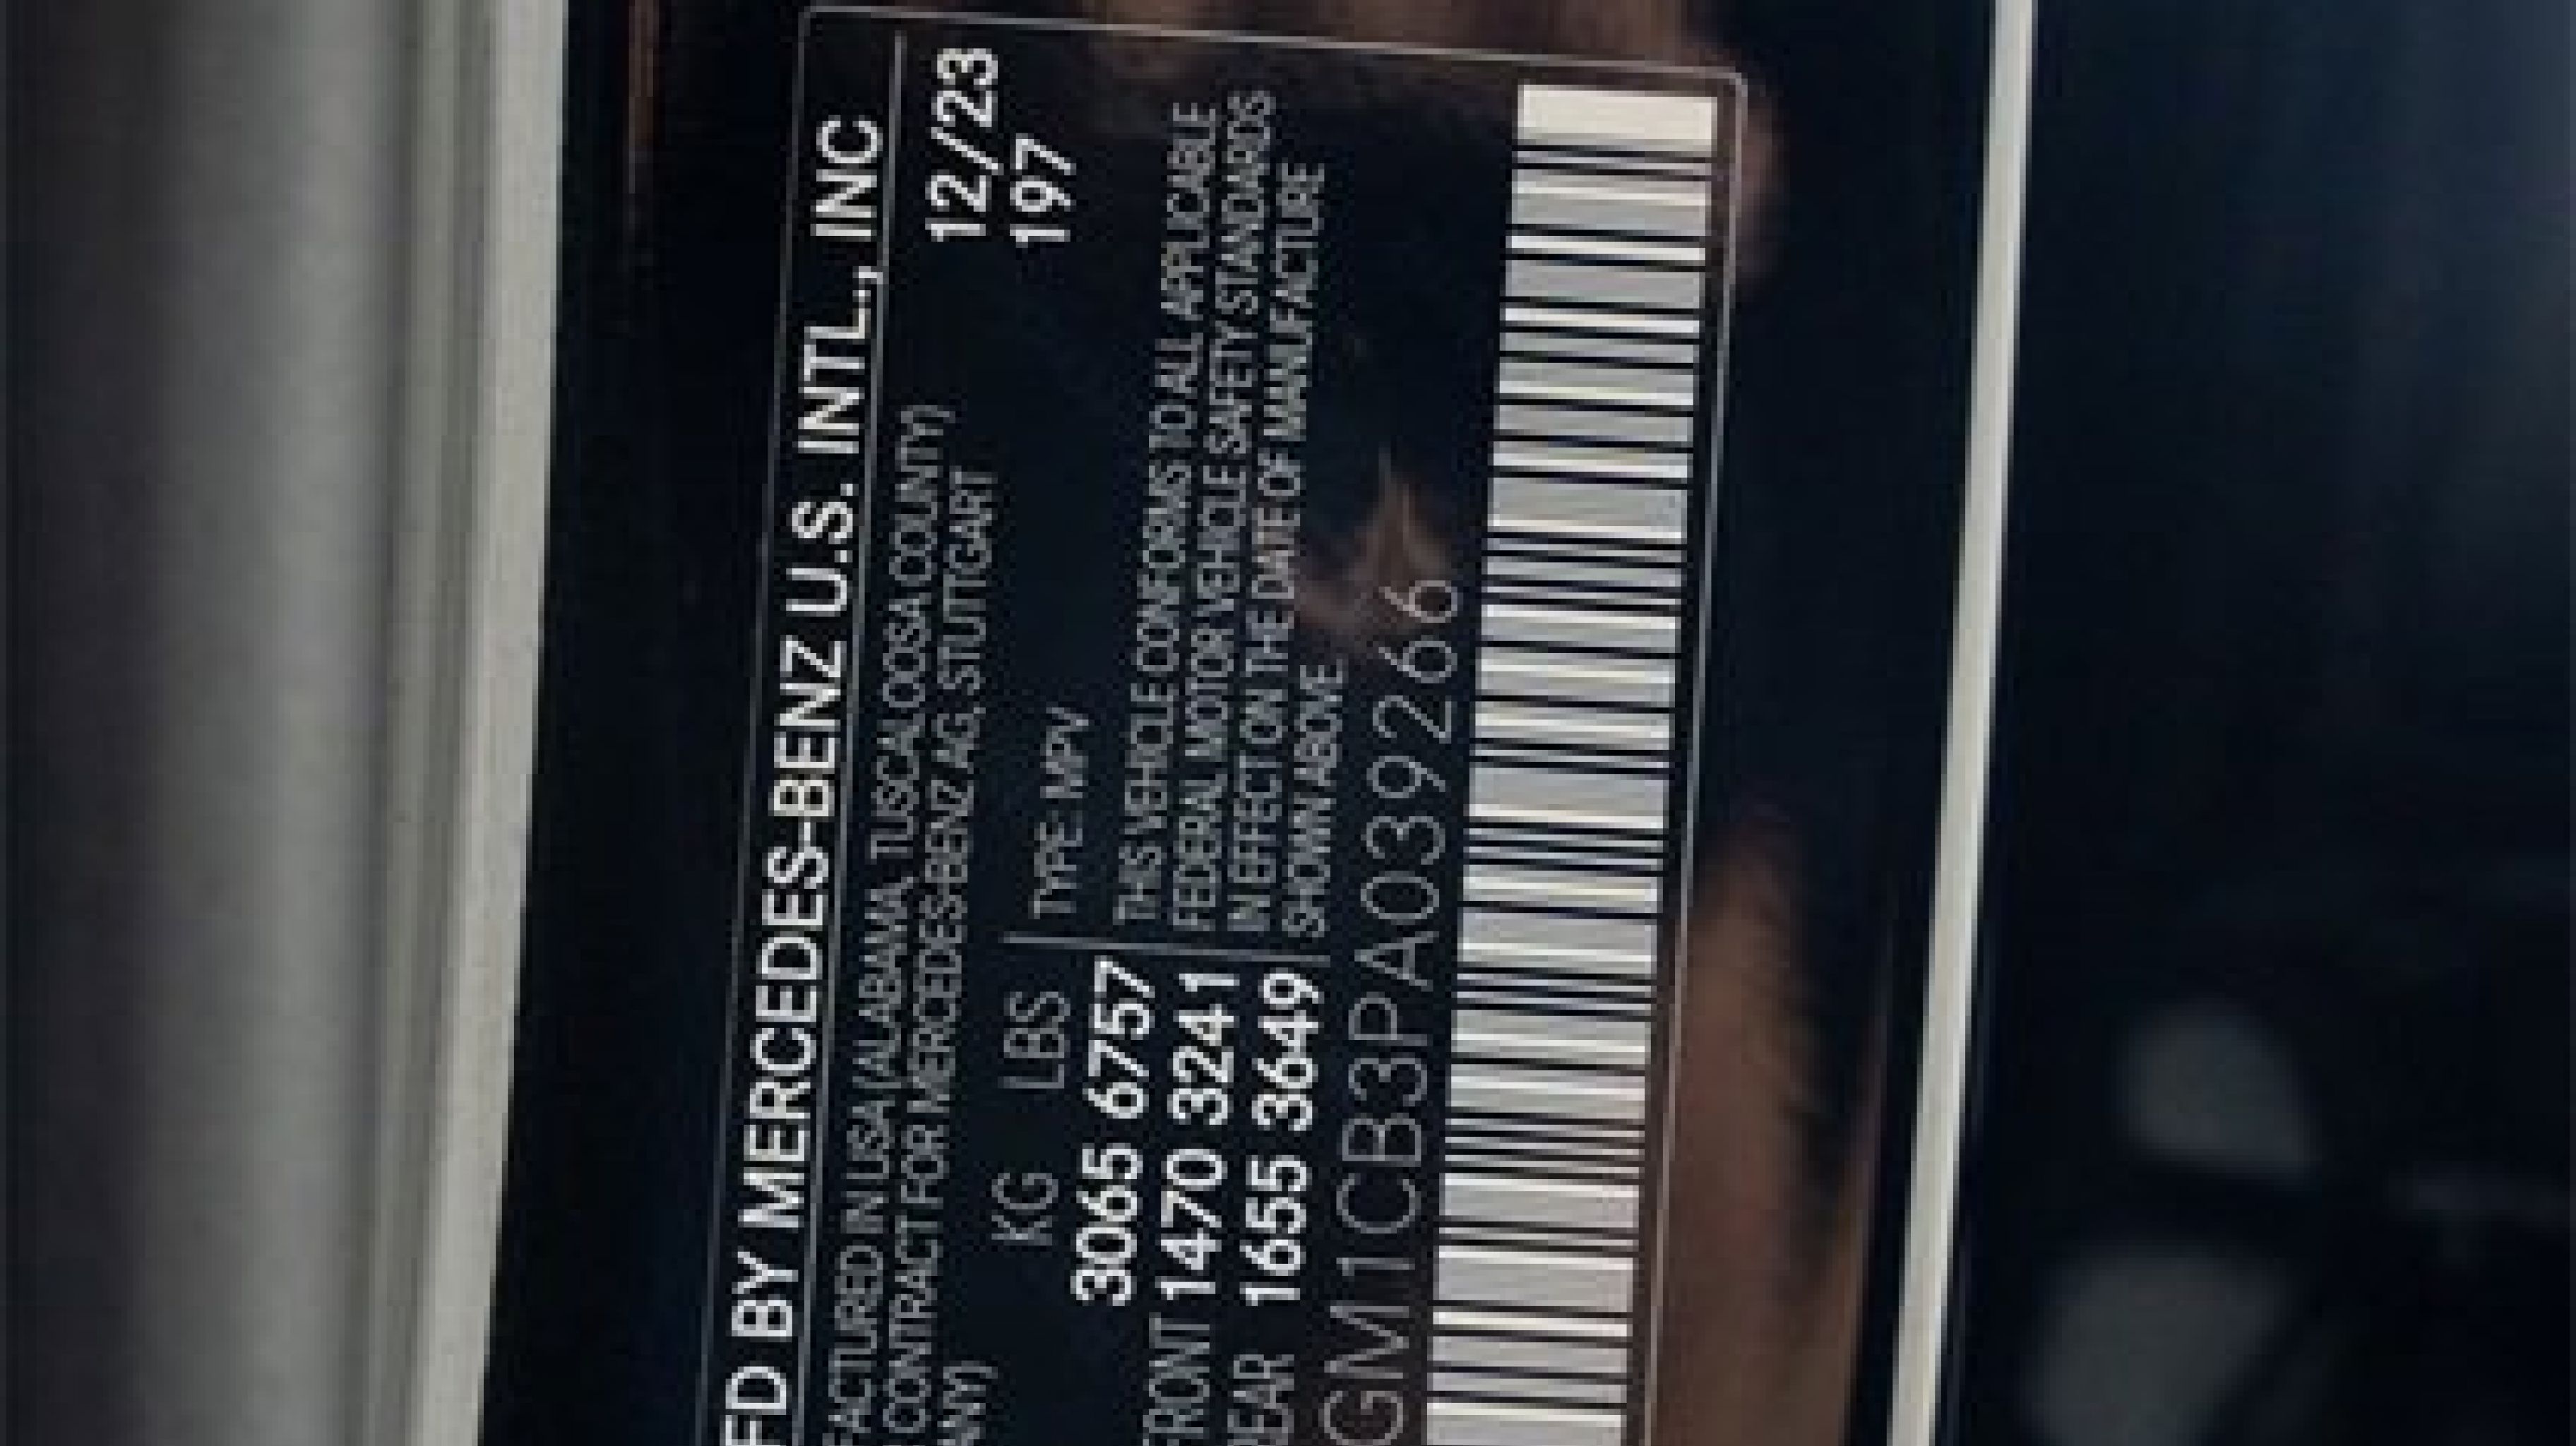 FD BY MERCEDES-BENZ U.S. INTL., INC
12/23
FACTURED IN USA (ALABAMA, TUSCALOOSA COUNTY)
197
CONTRACT FOR MERCEDES-BENZ AG, STUTTGART
ANY)
KG LBS
TYPE: MPV
3065 6757
FRONT 1470 3241
REAR 1655 3649
THIS VEHICLE CONFORMS TO ALL APPLICABLE
FEDERAL MOTOR VEHICLE SAFETY STANDARDS
IN EFFECT ON THE DATE OF MANUFACTURE
SHOWN ABOVE
GM1CB3PA039266